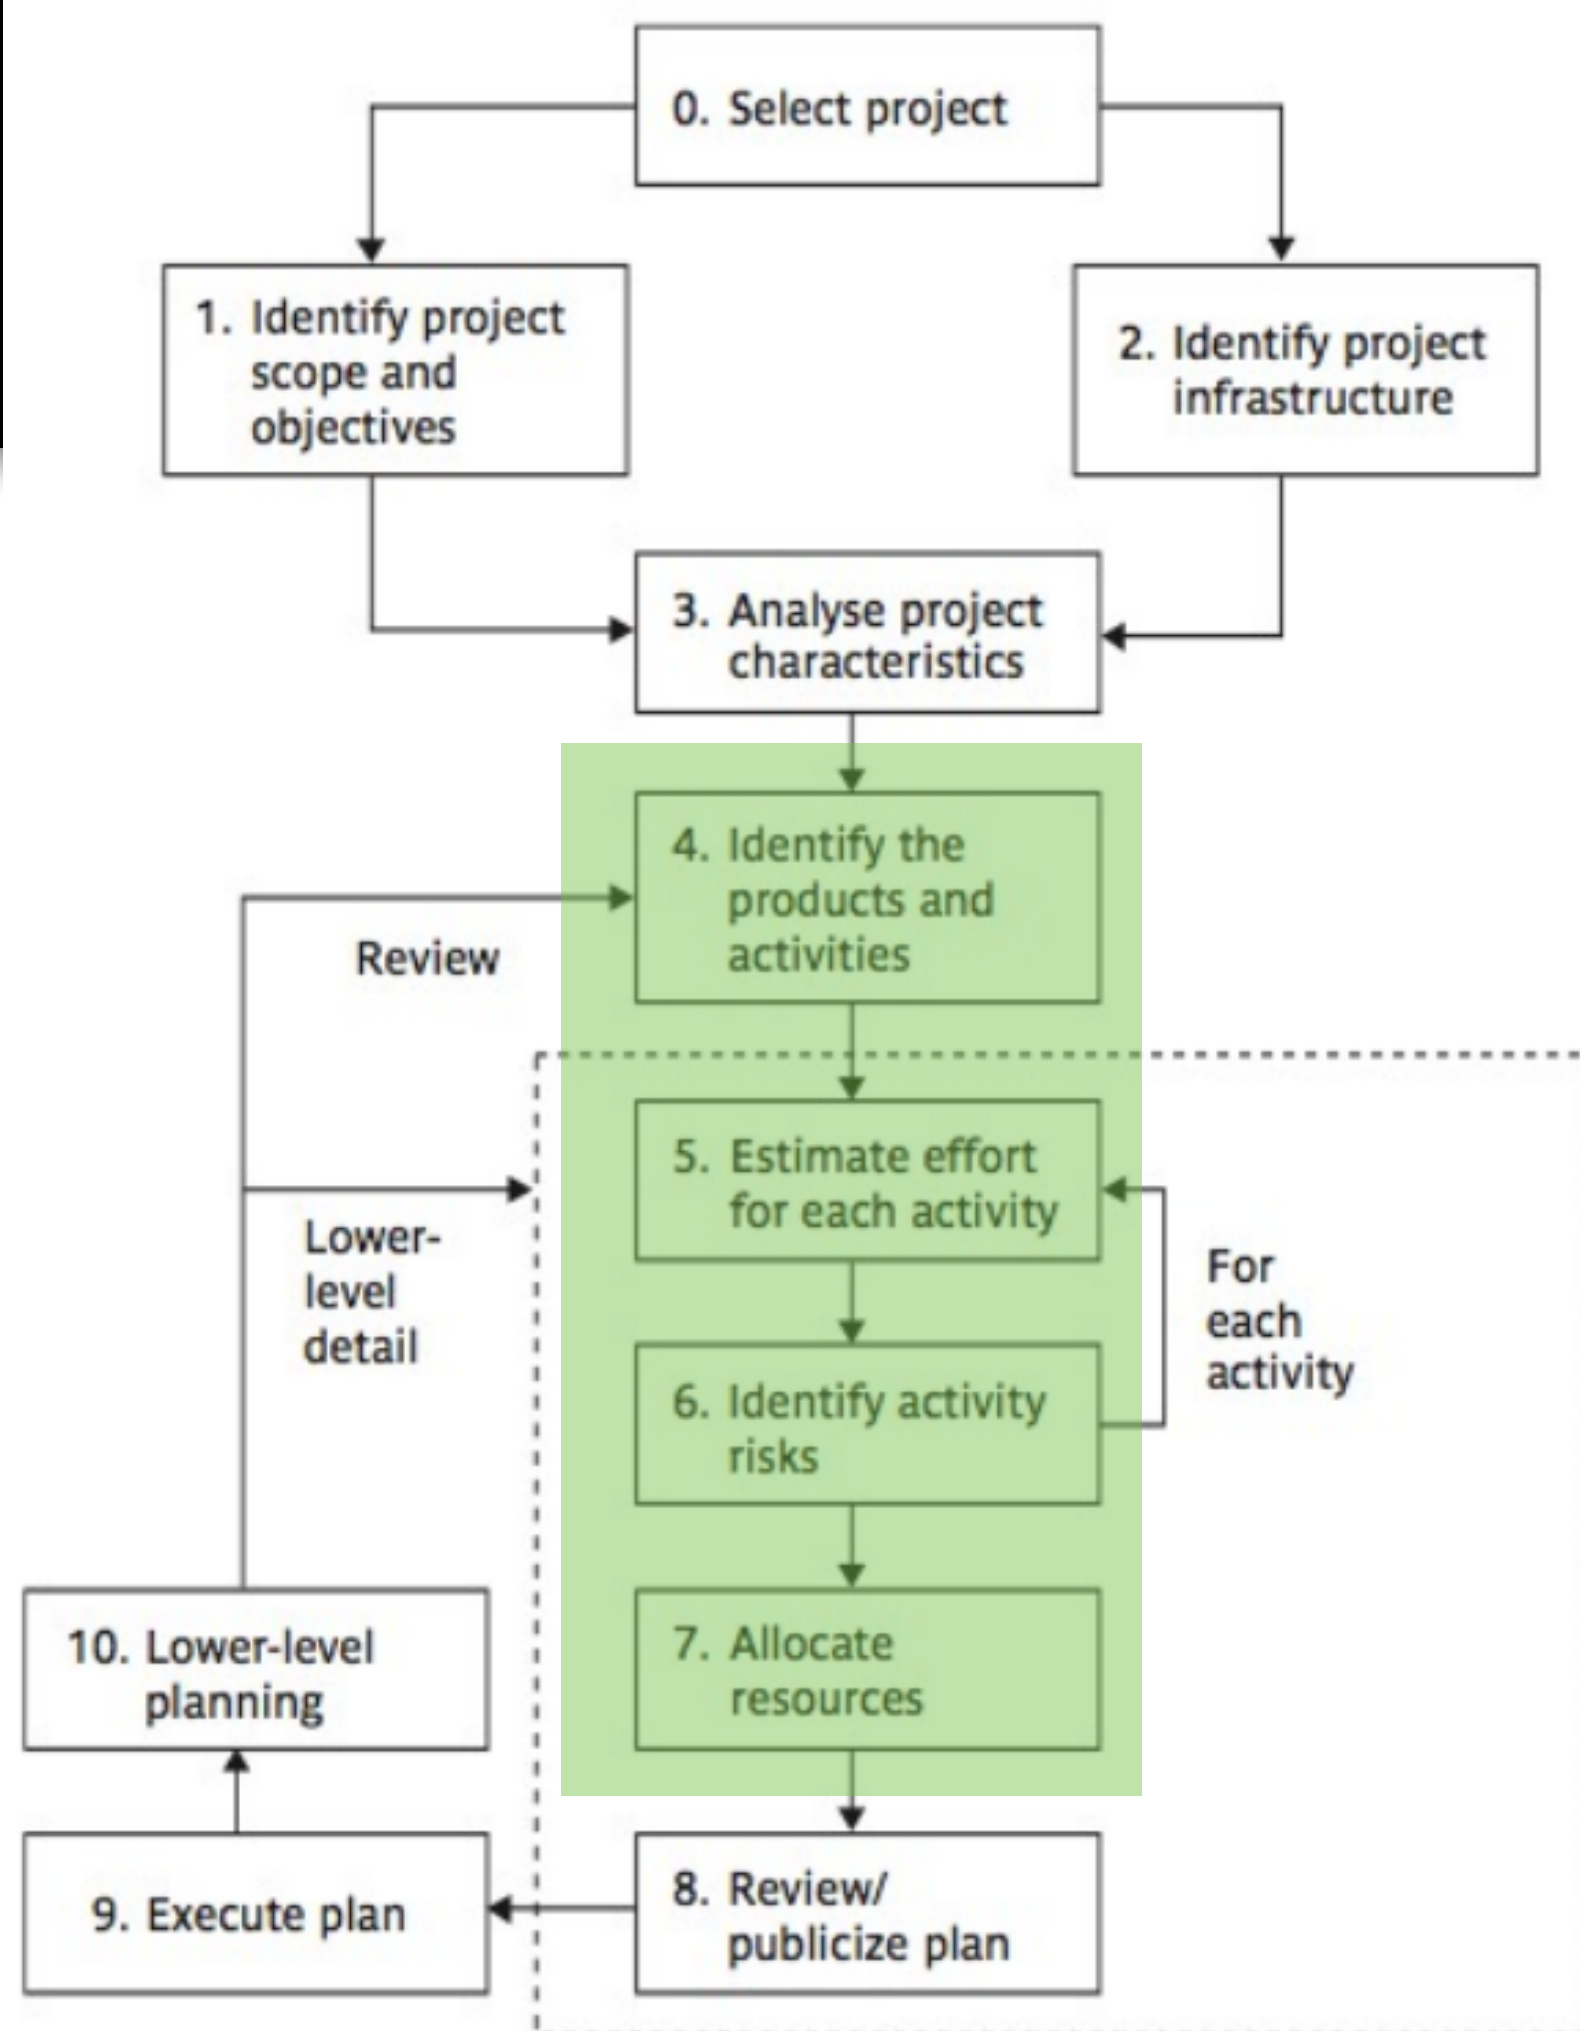 0. Select project
1. Identify project
scope and
objectives
2. Identify project
infrastructure
3. Analyse project
characteristics
4. Identify the
products and
activities
Review
5. Estimate effort
for each activity
Lower-
level
detail
For
each
activity
6. Identify activity
risks
7. Allocate
resources
10. Lower-level
planning
8. Review/
publicize plan
9. Execute plan